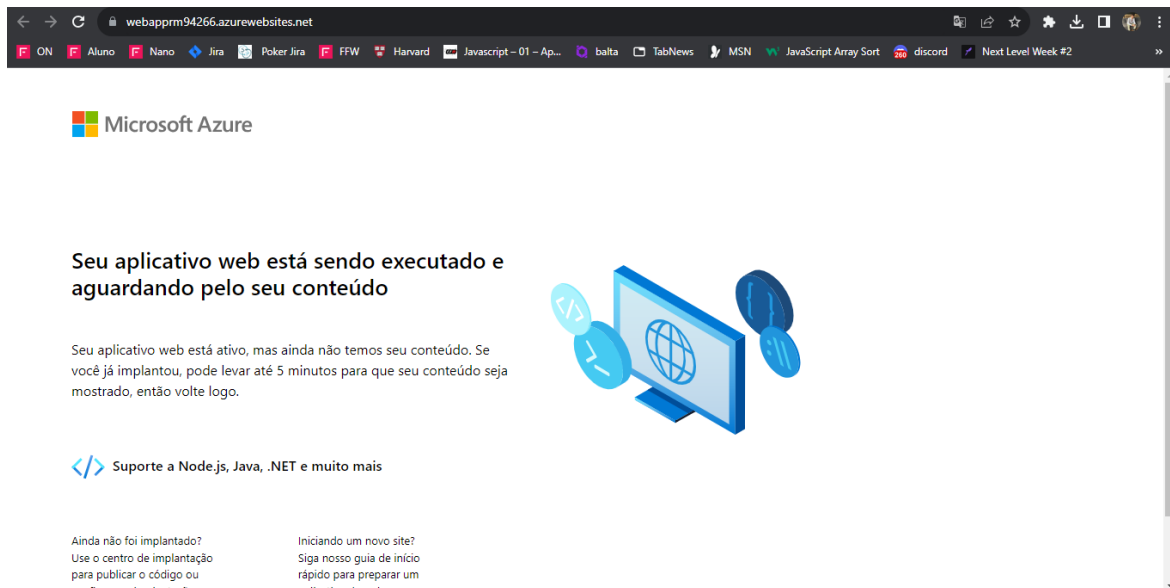 webapprm94266.azurewebsites.net
ON Aluno Nano Jira Poker Jira FFW Harvard Javascript – 01 – Ap... balta TabNews MSN JavaScript Array Sort 260 discord Next Level Week #2 »
Microsoft Azure
Seu aplicativo web está sendo executado e
aguardando pelo seu conteúdo
Seu aplicativo web está ativo, mas ainda não temos seu conteúdo. Se
você já implantou, pode levar até 5 minutos para que seu conteúdo seja
mostrado, então volte logo.
</> Suporte a Node.js, Java, .NET e muito mais
Ainda não foi implantado?
Use o centro de implantação
para publicar o código ou
Iniciando um novo site?
Siga nosso guia de início
rápido para preparar um